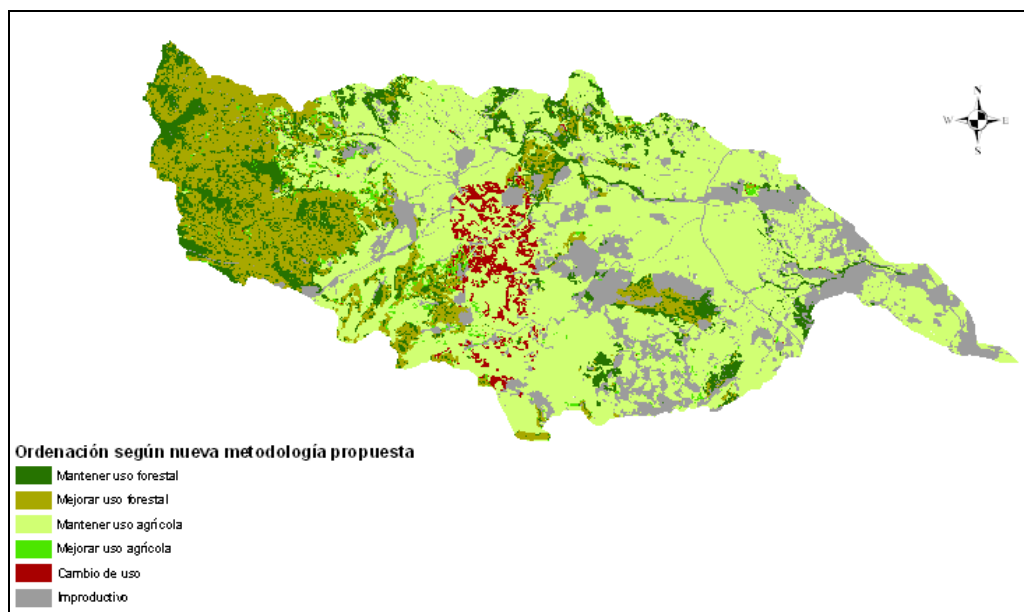 N
W E
S
Ordenación según nueva metodología propuesta
Mantener uso forestal
Mejorar uso forestal
Mantener uso agrícola
Mejorar uso agrícola
Cambio de uso
Improductivo